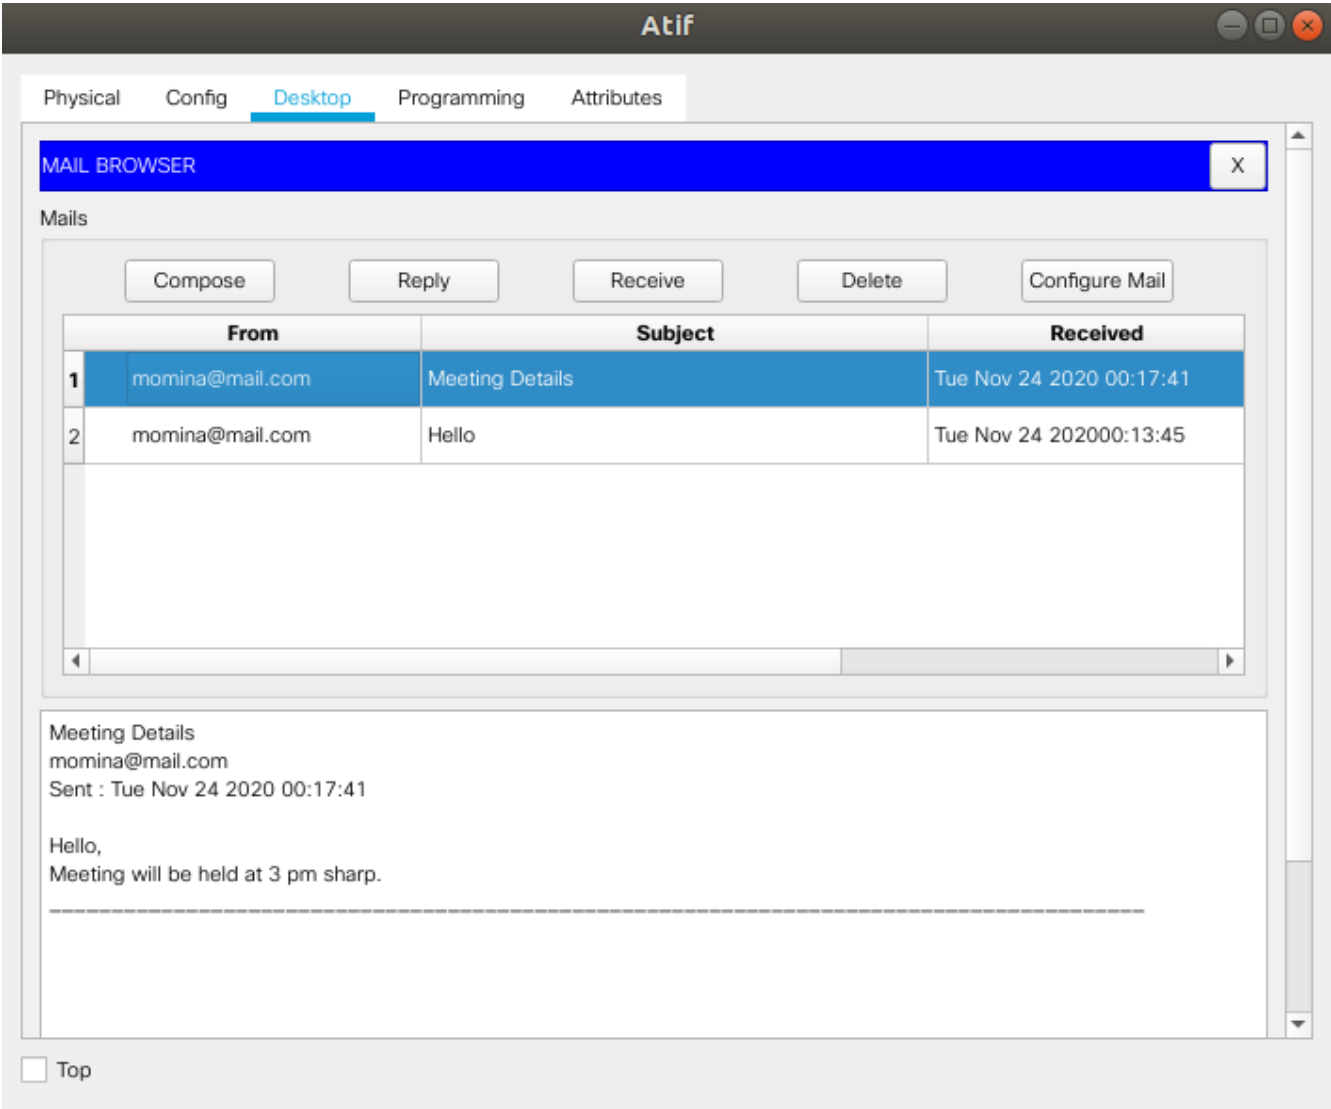 Atif
Physical Config Desktop Programming Attributes
MAIL BROWSER X
Mails
Compose Reply Receive Delete Configure Mail
From Subject Received
1 momina@mail.com Meeting Details Tue Nov 24 2020 00:17:41
2 momina@mail.com Hello Tue Nov 24 202000:13:45
Meeting Details
momina@mail.com
Sent : Tue Nov 24 2020 00:17:41
Hello,
Meeting will be held at 3 pm sharp.
Top